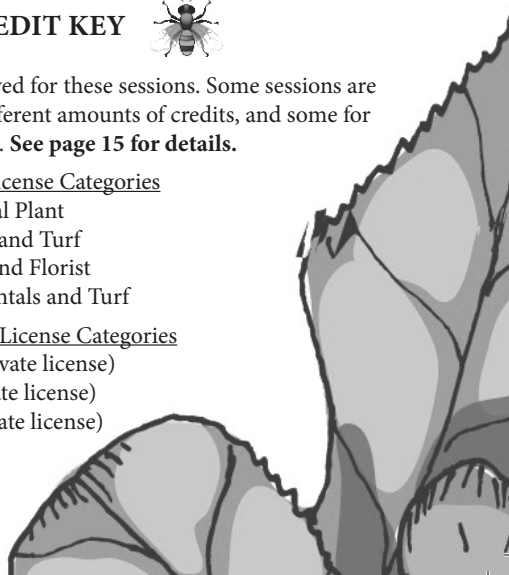 EDIT KEY
ved for these sessions. Some sessions are
fferent amounts of credits, and some for
. See page 15 for details.
icense Categories
al Plant
and Turf
nd Florist
ntals and Turf
License Categories
vate license)
te license)
ate license)